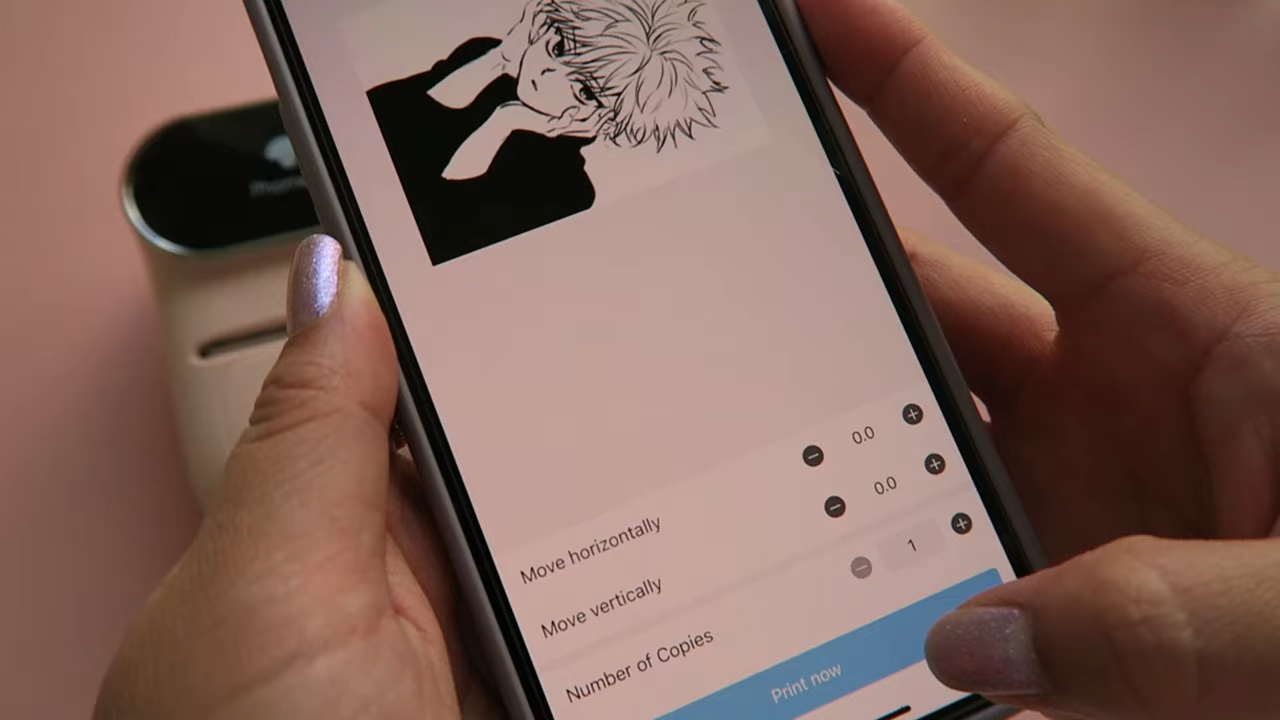 Move horizontally 0.0
Move vertically 0.0
Number of Copies 1
Print now